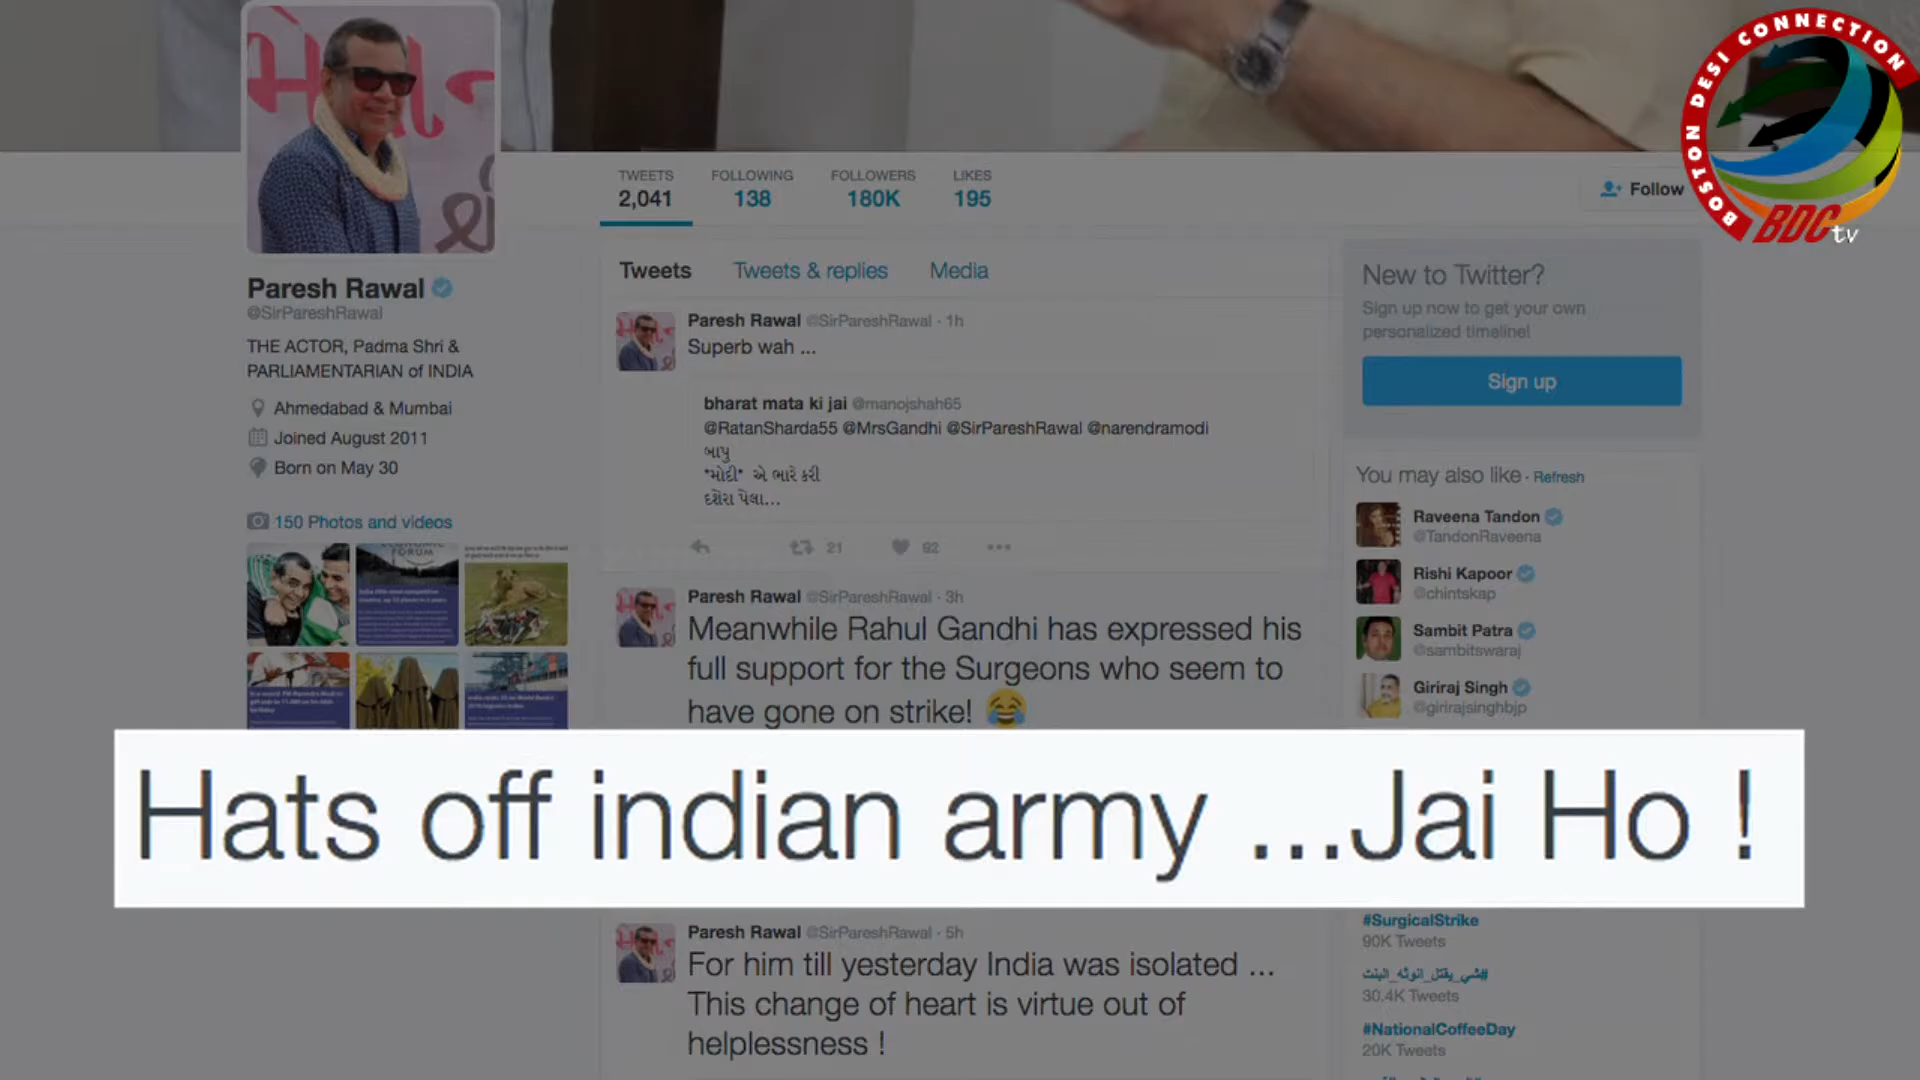 BOSTON DESI CONNECTION
BDC tv
TWEETS
2,041
FOLLOWING
138
FOLLOWERS
180K
LIKES
195
Follow
Paresh Rawal
@SirPareshRawal
THE ACTOR, Padma Shri &
PARLIAMENTARIAN of INDIA
Ahmedabad & Mumbai
Joined August 2011
Born on May 30
150 Photos and videos
Tweets Tweets & replies Media
Paresh Rawal @SirPareshRawal · 1h
Superb wah ...
bharat mata ki jai @manojshah65
@RatanSharda55 @MrsGandhi @SirPareshRawal @narendramodi
બાપુ
*મોદી* એ ભારે કરી
દશેરા પેલા...
21 92
Paresh Rawal @SirPareshRawal · 3h
Meanwhile Rahul Gandhi has expressed his
full support for the Surgeons who seem to
have gone on strike! 😂
Hats off indian army ...Jai Ho !
Paresh Rawal @SirPareshRawal · 5h
For him till yesterday India was isolated ...
This change of heart is virtue out of
helplessness !
New to Twitter?
Sign up now to get your own
personalized timeline!
Sign up
You may also like · Refresh
Raveena Tandon
@TandonRaveena
Rishi Kapoor
@chintskap
Sambit Patra
@sambitswaraj
Giriraj Singh
@girirajsinghbjp
#SurgicalStrike
90K Tweets
#شي_يقتل_انوثه_البنت
30.4K Tweets
#NationalCoffeeDay
20K Tweets